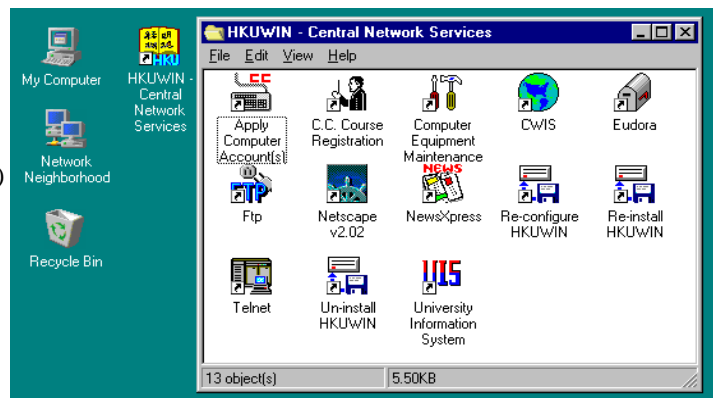 My Computer
HKUWIN -
Central
Network
Services
Network
Neighborhood
Recycle Bin
)
HKUWIN - Central Network Services
File Edit View Help
Apply
Computer
Account(s)
C.C. Course
Registration
Computer
Equipment
Maintenance
CWIS
Eudora
Ftp
Netscape
v2.02
NewsXpress
Re-configure
HKUWIN
Re-install
HKUWIN
Telnet
Un-install
HKUWIN
University
Information
System
13 object(s)
5.50KB
HKU
CC
NEWS
FTP
UIS